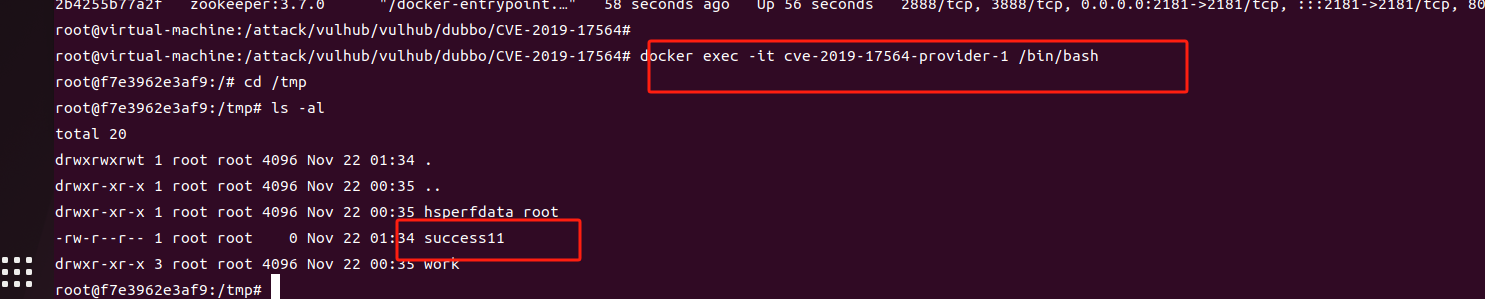 2b4255b77a2f   zookeeper:3.7.0      "/docker-entrypoint.…"   58 seconds ago   Up 56 seconds   2888/tcp, 3888/tcp, 0.0.0.0:2181->2181/tcp, :::2181->2181/tcp, 80
root@virtual-machine:/attack/vulhub/vulhub/dubbo/CVE-2019-17564#
root@virtual-machine:/attack/vulhub/vulhub/dubbo/CVE-2019-17564# docker exec -it cve-2019-17564-provider-1 /bin/bash
root@f7e3962e3af9:/# cd /tmp
root@f7e3962e3af9:/tmp# ls -al
total 20
drwxrwxrwt 1 root root 4096 Nov 22 01:34 .
drwxr-xr-x 1 root root 4096 Nov 22 00:35 ..
drwxr-xr-x 1 root root 4096 Nov 22 00:35 hsperfdata_root
-rw-r--r-- 1 root root    0 Nov 22 01:34 success11
drwxr-xr-x 3 root root 4096 Nov 22 00:35 work
root@f7e3962e3af9:/tmp#